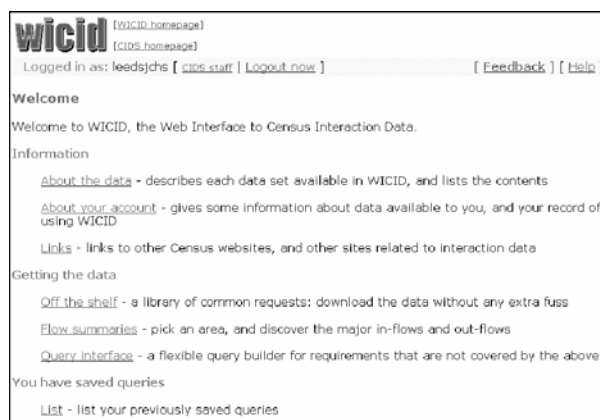 wicid [WICID homepage]
[CIDS homepage]
Logged in as: leedsjchs [ CIDS staff | Logout now ] [ Feedback ] [ Help ]
Welcome
Welcome to WICID, the Web Interface to Census Interaction Data.
Information
About the data - describes each data set available in WICID, and lists the contents
About your account - gives some information about data available to you, and your record of
using WICID
Links - links to other Census websites, and other sites related to interaction data
Getting the data
Off the shelf - a library of common requests: download the data without any extra fuss
Flow summaries - pick an area, and discover the major in-flows and out-flows
Query interface - a flexible query builder for requirements that are not covered by the above
You have saved queries
List - list your previously saved queries